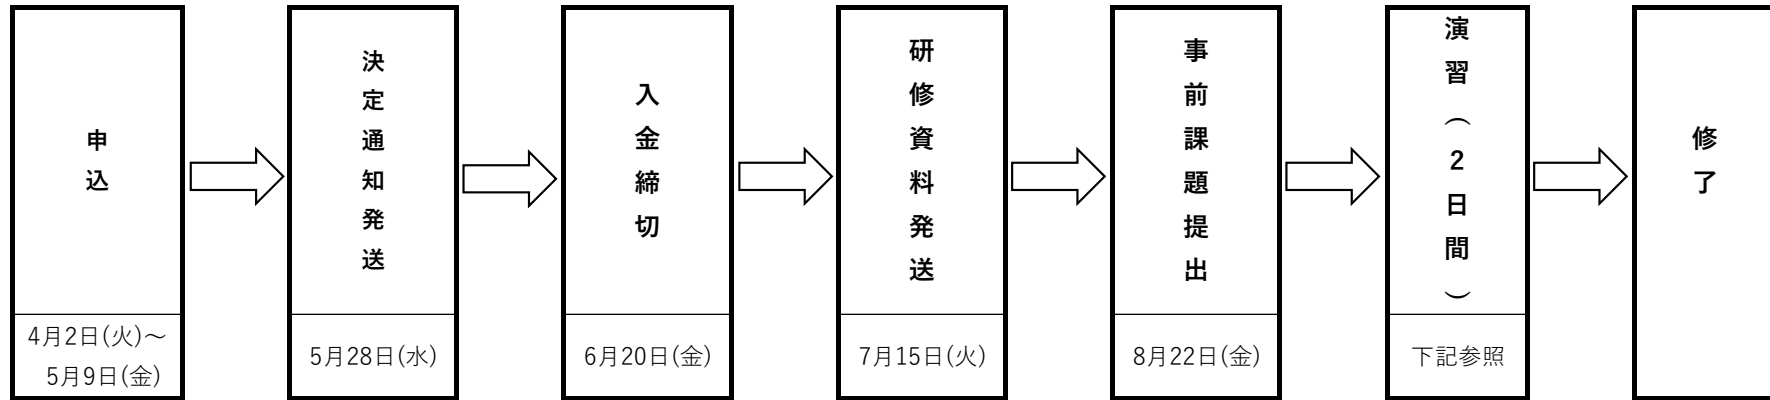 申込
4月2日(火)～
5月9日(金)
決定通知発送
5月28日(水)
入金締切
6月20日(金)
研修資料発送
7月15日(火)
事前課題提出
8月22日(金)
演習（2日間）
下記参照
修了